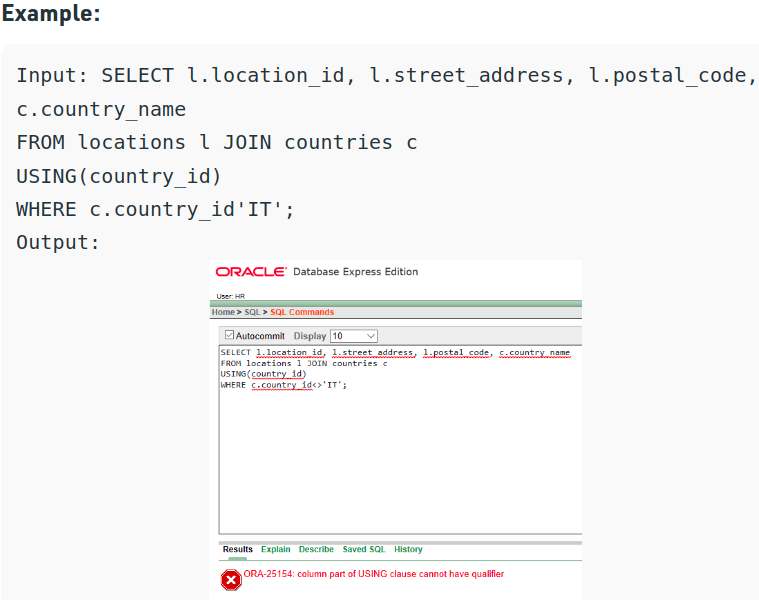 Example:
Input: SELECT l.location_id, l.street_address, l.postal_code,
c.country_name
FROM locations l JOIN countries c
USING(country_id)
WHERE c.country_id'IT';
Output:
ORACLE Database Express Edition
User: HR
Home > SQL > SQL Commands
Autocommit Display 10
SELECT l.location_id, l.street_address, l.postal_code, c.country_name
FROM locations l JOIN countries c
USING(country_id)
WHERE c.country_id<>'IT';
Results Explain Describe Saved SQL History
ORA-25154: column part of USING clause cannot have qualifier